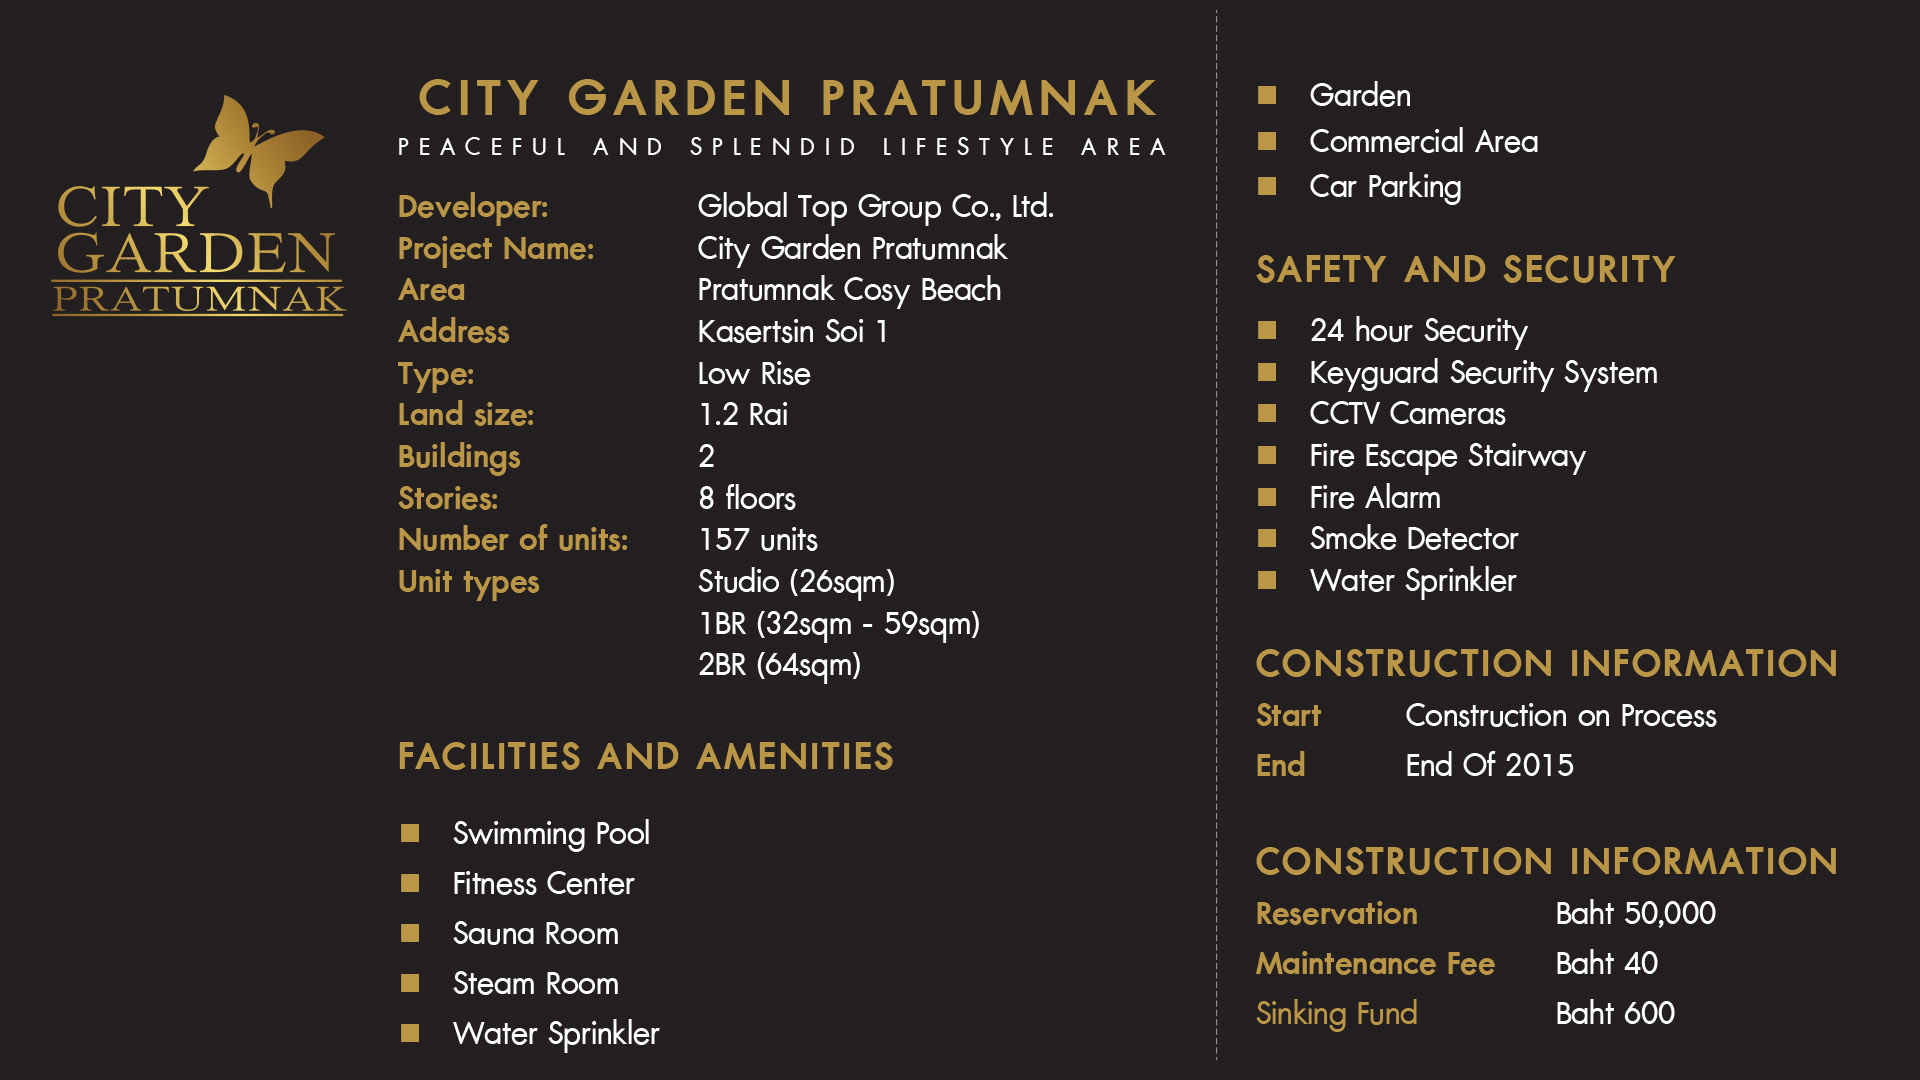 CITY
GARDEN
PRATUMNAK
CITY GARDEN PRATUMNAK
PEACEFUL AND SPLENDID LIFESTYLE AREA
Developer: Global Top Group Co., Ltd.
Project Name: City Garden Pratumnak
Area Pratumnak Cosy Beach
Address Kasertsin Soi 1
Type: Low Rise
Land size: 1.2 Rai
Buildings 2
Stories: 8 floors
Number of units: 157 units
Unit types Studio (26sqm)
1BR (32sqm - 59sqm)
2BR (64sqm)
FACILITIES AND AMENITIES
Swimming Pool
Fitness Center
Sauna Room
Steam Room
Water Sprinkler
Garden
Commercial Area
Car Parking
SAFETY AND SECURITY
24 hour Security
Keyguard Security System
CCTV Cameras
Fire Escape Stairway
Fire Alarm
Smoke Detector
Water Sprinkler
CONSTRUCTION INFORMATION
Start Construction on Process
End End Of 2015
CONSTRUCTION INFORMATION
Reservation Baht 50,000
Maintenance Fee Baht 40
Sinking Fund Baht 600